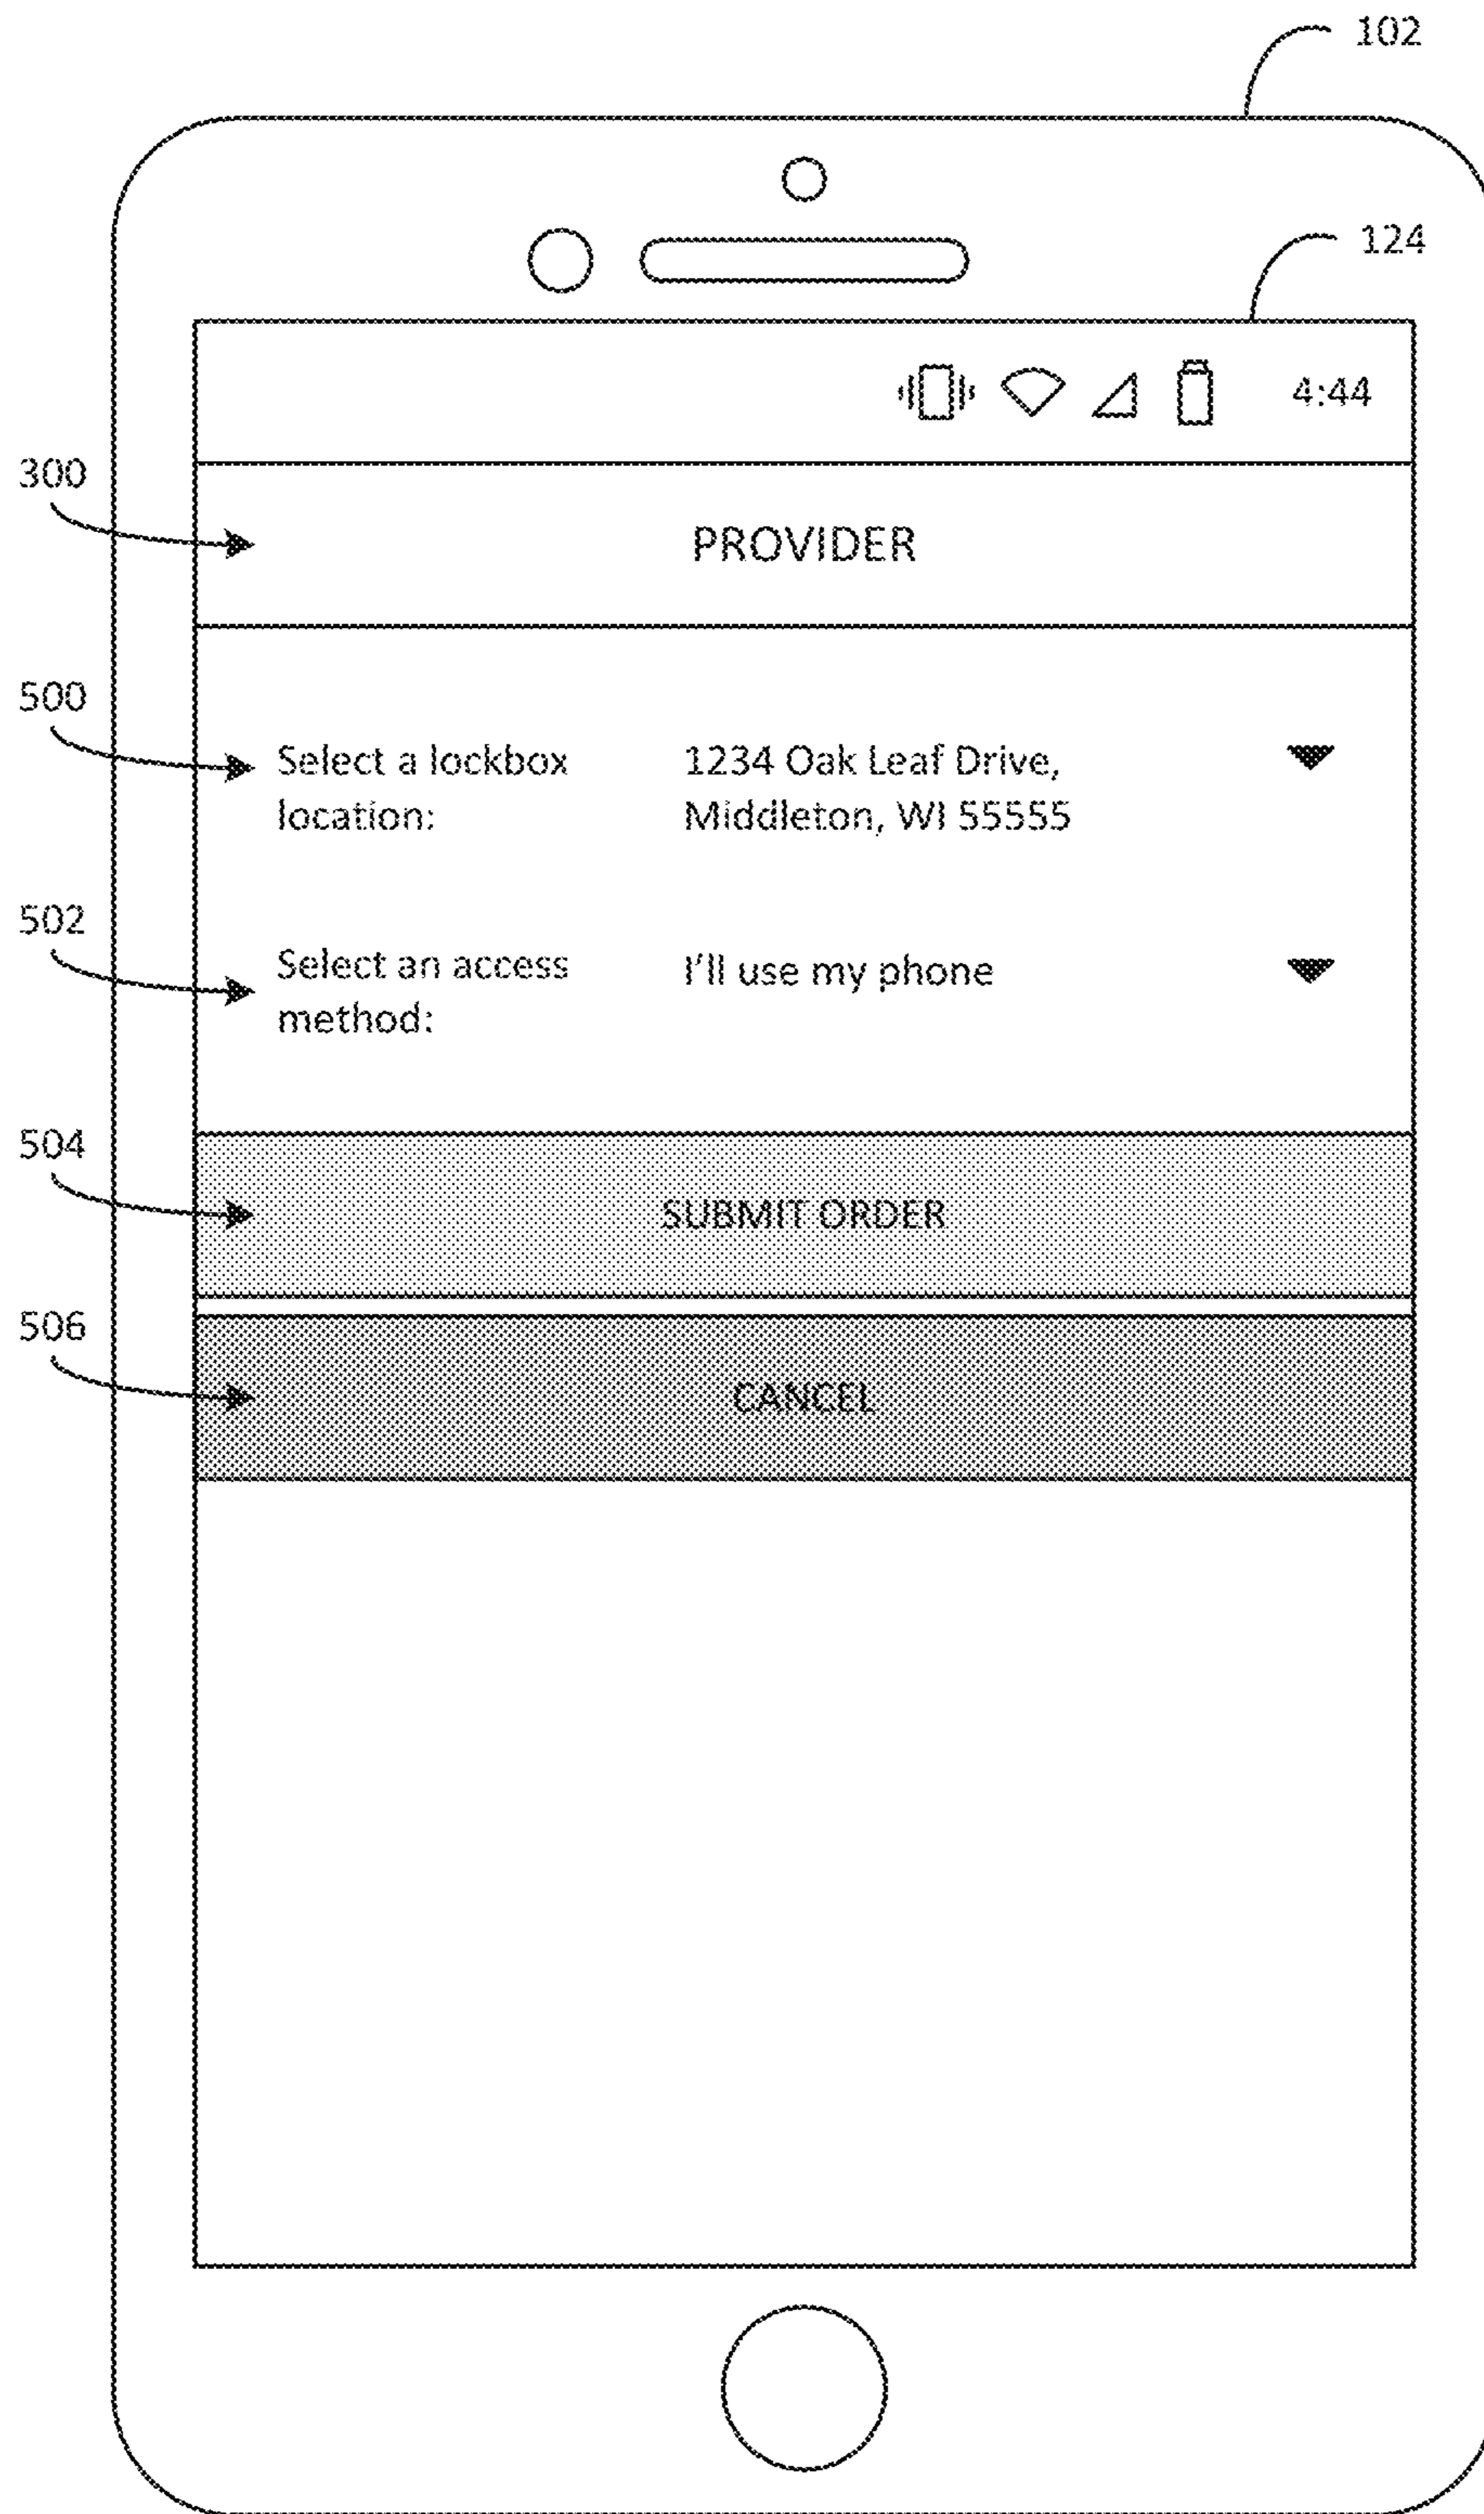 102
124
4:44
300
PROVIDER
500
Select a lockbox
location:
1234 Oak Leaf Drive,
Middleton, WI 55555
502
Select an access
method:
I'll use my phone
504
SUBMIT ORDER
506
CANCEL